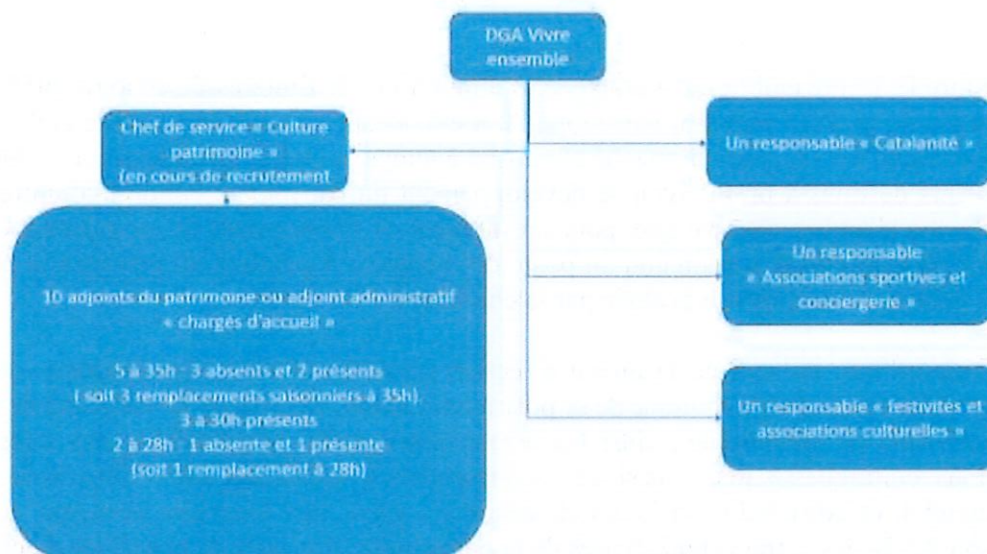 DGA Vivre
ensemble
Chef de service « Culture
patrimoine »
(en cours de recrutement
Un responsable « Catalanité »
10 adjoints du patrimoine ou adjoint administratif
« chargés d'accueil »
5 à 35h : 3 absents et 2 présents
( soit 3 remplacements saisonniers à 35h).
3 à 30h présents
2 à 28h : 1 absente et 1 présente
(soit 1 remplacement à 28h)
Un responsable
« Associations sportives et
conciergerie »
Un responsable « festivités et
associations culturelles »